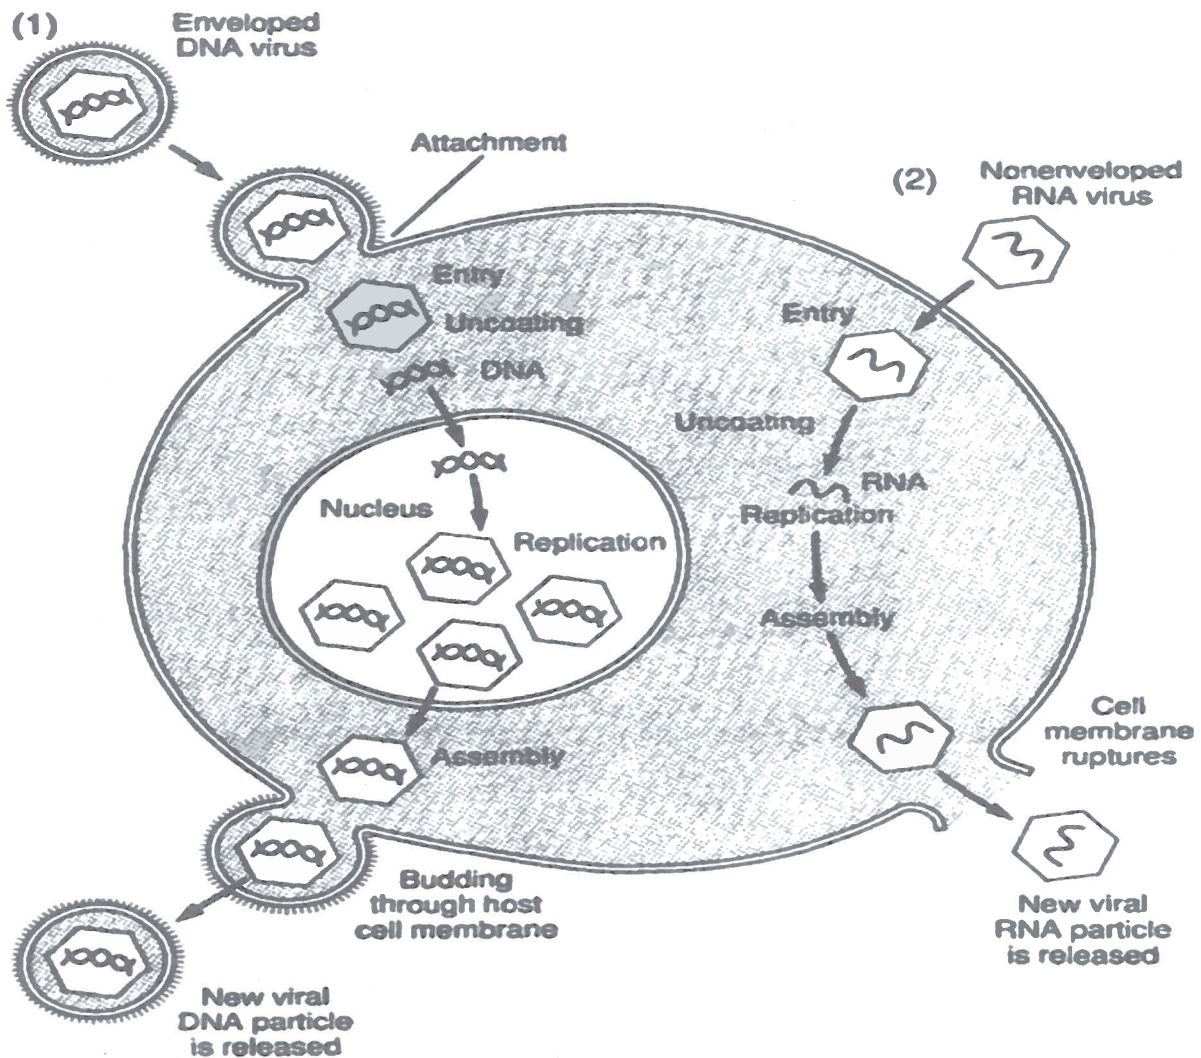 (1)
Enveloped
DNA virus
Attachment
(2)
Nonenveloped
RNA virus
Entry
Uncoating
DNA
Nucleus
Replication
Assembly
Budding
through host
cell membrane
New viral
DNA particle
is released
Entry
Uncoating
RNA
Replication
Assembly
Cell
membrane
ruptures
New viral
RNA particle
is released